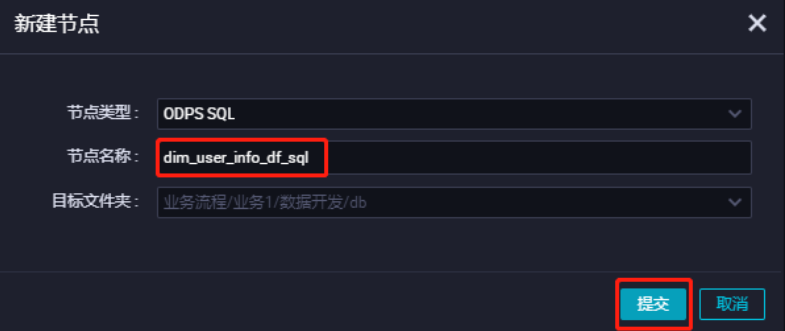 新建节点
节点类型： ODPS SQL
节点名称： dim_user_info_df_sql
目标文件夹： 业务流程/业务1/数据开发/db
提交 取消